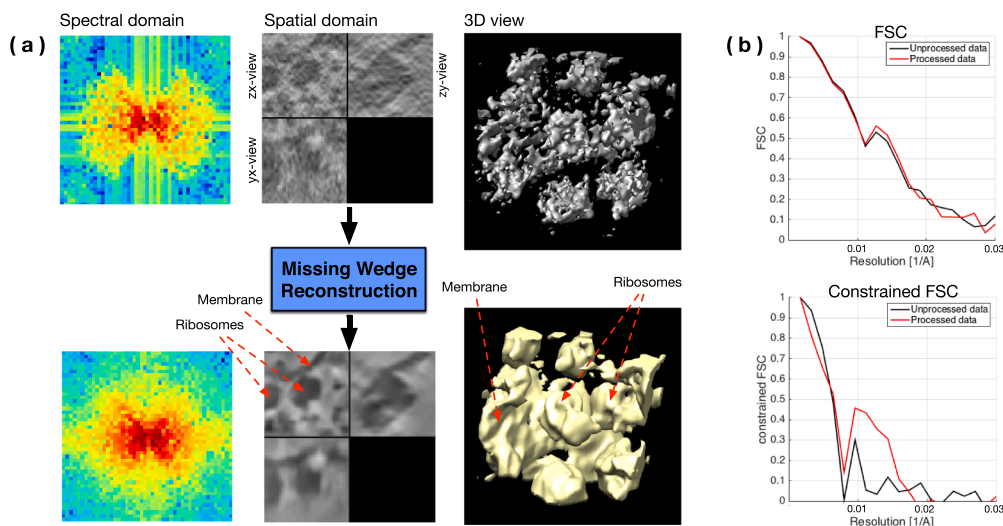 Spectral domain
Spatial domain
3D view
( a )
zx-view
zy-view
yx-view
Missing Wedge
Reconstruction
Membrane
Ribosomes
Membrane
Ribosomes
( b )
FSC
Unprocessed data
Processed data
1
0.9
0.8
0.7
0.6
0.5
0.4
0.3
0.2
0.1
0
FSC
0.01
0.02
0.03
Resolution [1/A]
Constrained FSC
Unprocessed data
Processed data
1
0.9
0.8
0.7
0.6
0.5
0.4
0.3
0.2
0.1
0
constrained FSC
0.01
0.02
0.03
Resolution [1/A]